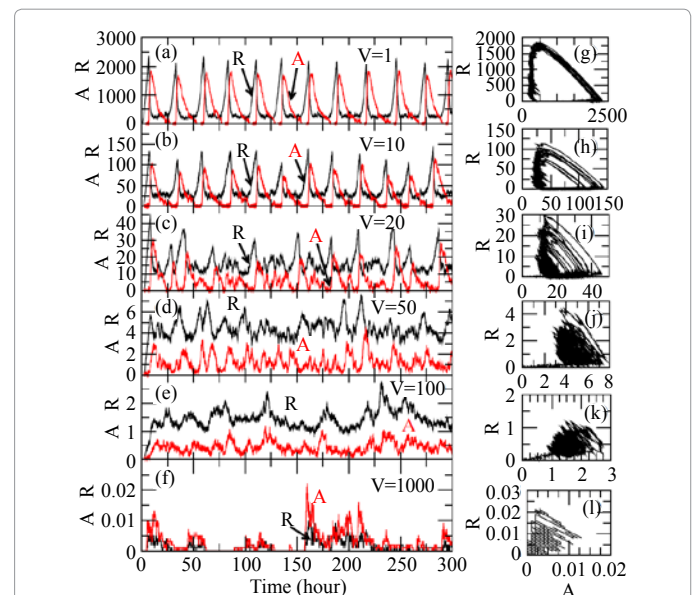 3000
2000
1000
0
A R
(a)
R
A
V=1
150
100
50
0
A R
(b)
R
A
V=10
40
30
20
10
0
A R
(c)
R
A
V=20
6
4
2
0
A R
(d)
R
A
V=50
2
1
0
A R
(e)
R
A
V=100
0.02
0.01
0
A R
(f)
R
A
V=1000
0 50 100 150 200 250 300
Time (hour)
2000
1500
1000
500
0
R
(g)
0 2500
100
50
0
R
(h)
0 50 100 150
30
20
10
0
R
(i)
0 20 40
4
2
0
R
(j)
0 2 4 6 8
2
1
0
R
(k)
0 1 2 3
0.03
0.02
0.01
0
R
(l)
0 0.01 0.02
A